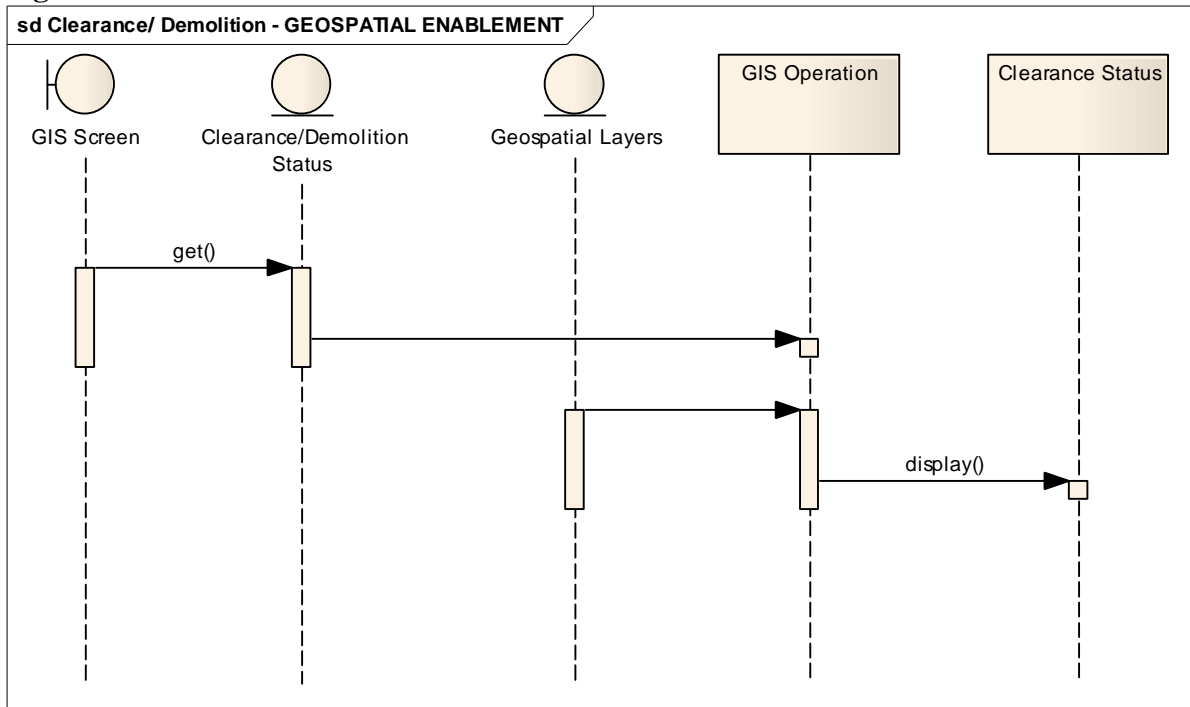 sd Clearance/ Demolition - GEOSPATIAL ENABLEMENT
GIS Screen
Clearance/Demolition
Status
Geospatial Layers
GIS Operation
Clearance Status
get()
display()